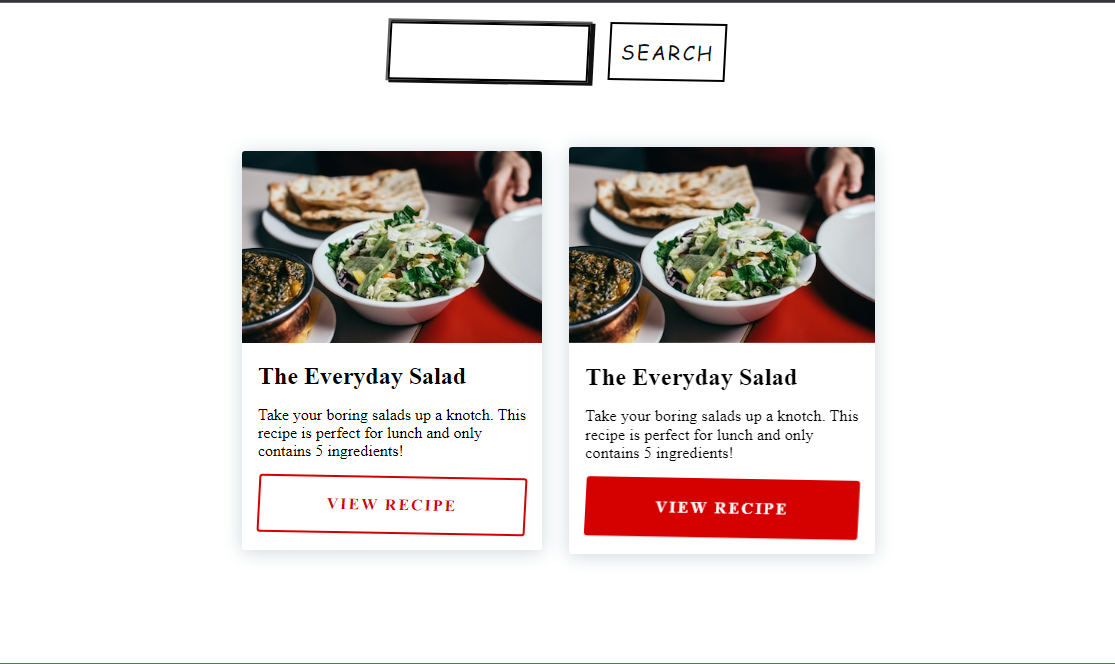 SEARCH
The Everyday Salad
Take your boring salads up a knotch. This
recipe is perfect for lunch and only
contains 5 ingredients!
VIEW RECIPE
The Everyday Salad
Take your boring salads up a knotch. This
recipe is perfect for lunch and only
contains 5 ingredients!
VIEW RECIPE